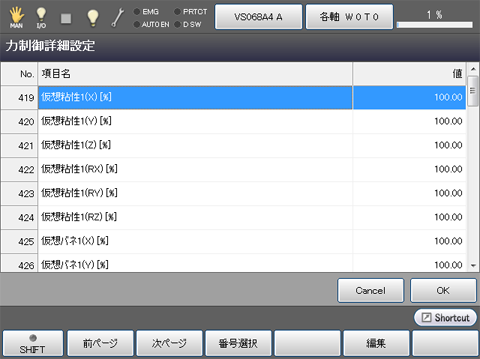 MAN I/O EMG PRTCT AUTO EN D SW VS068A4 A 各軸 W 0 T 0 1 %
力制御詳細設定
No. 項目名 値
419 仮想粘性1(X) [%] 100.00
420 仮想粘性1(Y) [%] 100.00
421 仮想粘性1(Z) [%] 100.00
422 仮想粘性1(RX) [%] 100.00
423 仮想粘性1(RY) [%] 100.00
424 仮想粘性1(RZ) [%] 100.00
425 仮想バネ1(X) [%] 100.00
426 仮想バネ1(Y) [%] 100.00
Cancel OK
Shortcut
SHIFT 前ページ 次ページ 番号選択 編集